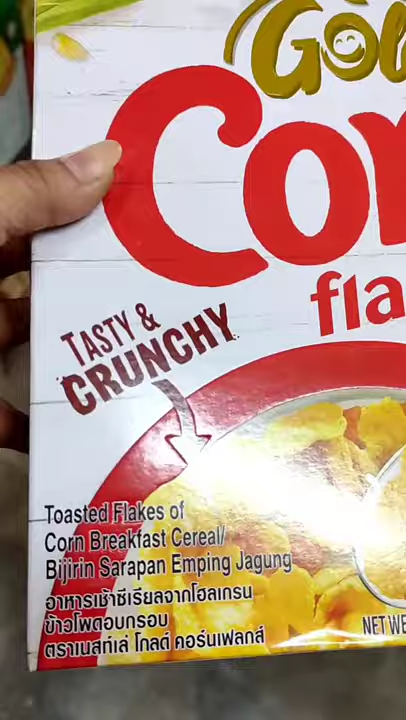 Gol
Cor
fla
TASTY &
CRUNCHY
Toasted Flakes of
Corn Breakfast Cereal/
Bijirin Sarapan Emping Jagung
อาหารเช้าซีเรียลจากโฮลเกรน
ข้าวโพดอบกรอบ
ตราเนสท์เล่ โกลด์ คอร์นเฟลกส์
NET WE